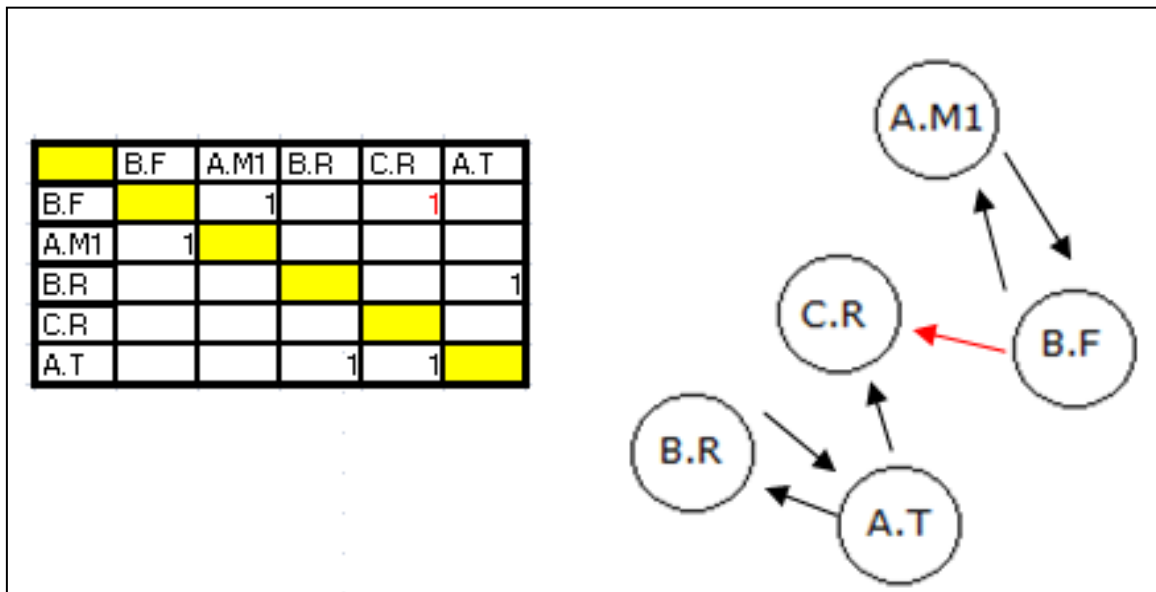 B.F A.M1 B.R C.R A.T
B.F 1 1
A.M1 1
B.R 1
C.R
A.T 1 1
A.M1
C.R
B.F
B.R
A.T